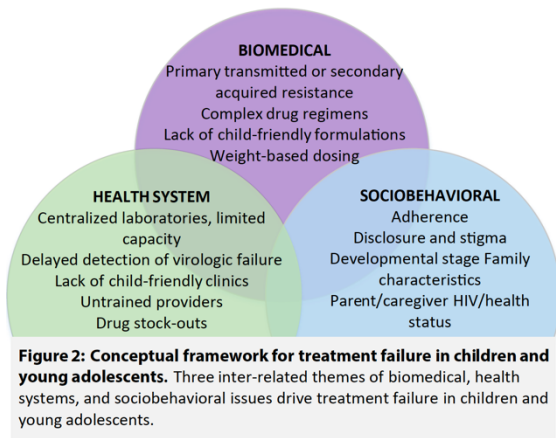 BIOMEDICAL
Primary transmitted or secondary
acquired resistance
Complex drug regimens
Lack of child-friendly formulations
Weight-based dosing
HEALTH SYSTEM
Centralized laboratories, limited
capacity
Delayed detection of virologic failure
Lack of child-friendly clinics
Untrained providers
Drug stock-outs
SOCIOBEHAVIORAL
Adherence
Disclosure and stigma
Developmental stage Family
characteristics
Parent/caregiver HIV/health
status
Figure 2: Conceptual framework for treatment failure in children and
young adolescents. Three inter-related themes of biomedical, health
systems, and sociobehavioral issues drive treatment failure in children and
young adolescents.